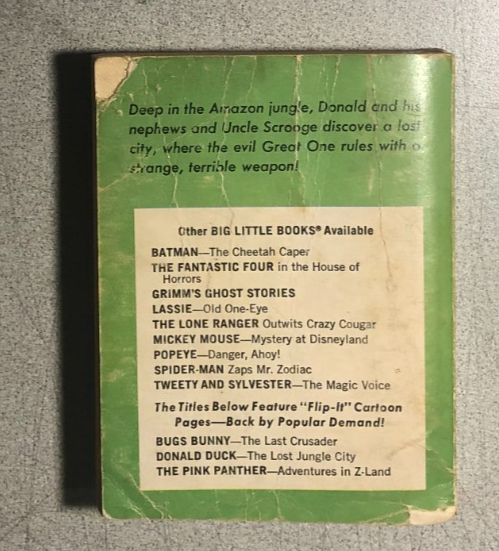 Deep in the Amazon jungle, Donald and his
nephews and Uncle Scrooge discover a lost
city, where the evil Great One rules with a
strange, terrible weapon!
Other BIG LITTLE BOOKS® Available
BATMAN—The Cheetah Caper
THE FANTASTIC FOUR in the House of
Horrors
GRIMM'S GHOST STORIES
LASSIE—Old One-Eye
THE LONE RANGER Outwits Crazy Cougar
MICKEY MOUSE—Mystery at Disneyland
POPEYE—Danger, Ahoy!
SPIDER-MAN Zaps Mr. Zodiac
TWEETY AND SYLVESTER—The Magic Voice
The Titles Below Feature "Flip-It" Cartoon
Pages—Back by Popular Demand!
BUGS BUNNY—The Last Crusader
DONALD DUCK—The Lost Jungle City
THE PINK PANTHER—Adventures in Z-Land